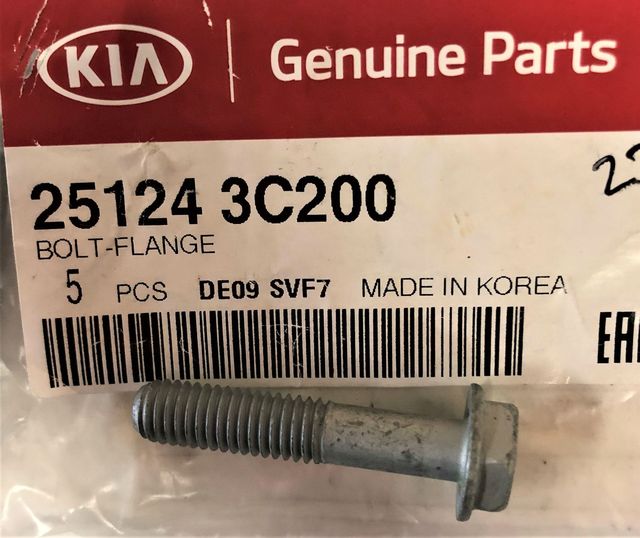 KIA Genuine Parts
25124 3C200
BOLT-FLANGE
5 PCS DE09 SVF7 MADE IN KOREA